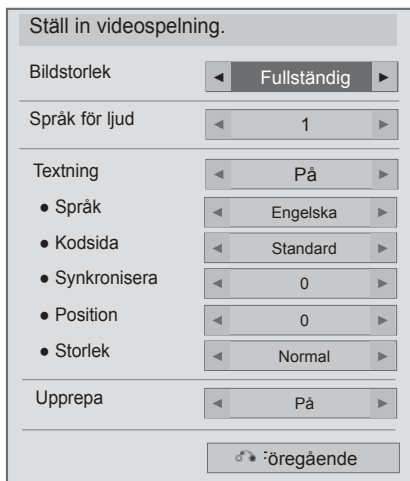 Ställ in videospelning.
Bildstorlek ◄ Fullständig ►
Språk för ljud ◄ 1 ►
Textning ◄ På ►
● Språk ◄ Engelska ►
● Kodsida ◄ Standard ►
● Synkronisera ◄ 0 ►
● Position ◄ 0 ►
● Storlek ◄ Normal ►
Upprepa ◄ På ►
Föregående